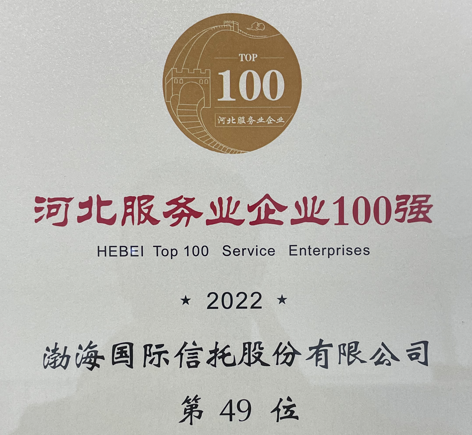 TOP
100
河北服务业企业
河北服务业企业100强
HEBEI Top 100 Service Enterprises
★ 2022 ★
渤海国际信托股份有限公司
第 49 位